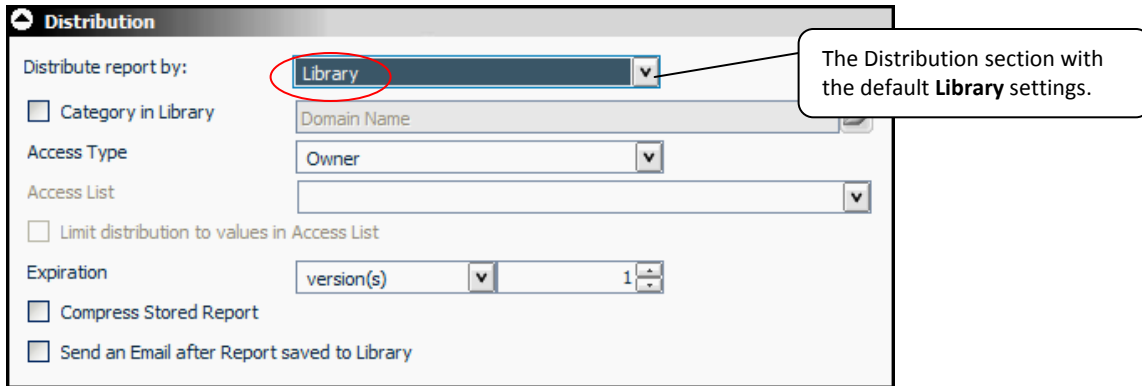 Distribution
Distribute report by:
Library
The Distribution section with
the default Library settings.
Category in Library
Domain Name
Access Type
Owner
Access List
Limit distribution to values in Access List
Expiration
version(s)
1
Compress Stored Report
Send an Email after Report saved to Library